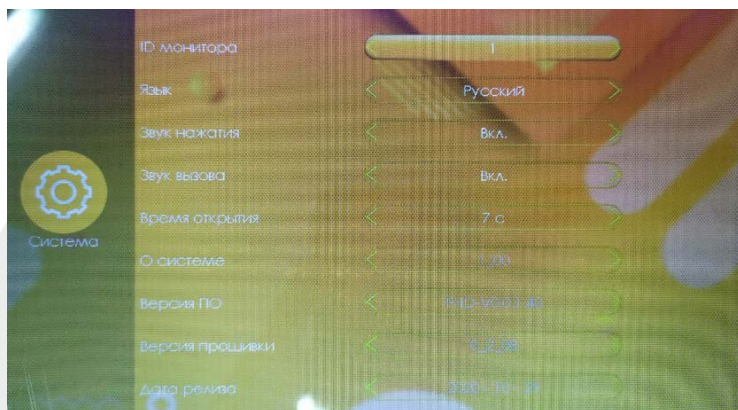 ID монитора 1
Язык Русский
Звук нажатия Вкл.
Звук вызова Вкл.
Время открытия 7 с
Система
О системе 1_00
Версия ПО
Версия прошивки
Дата релиза